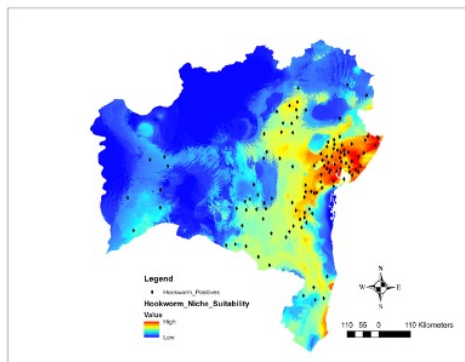 N
W E
S
Legend
Hookworm_Positives
Hookworm_Niche_Suitability
Value
High
Low
110 55 0 110 Kilometers